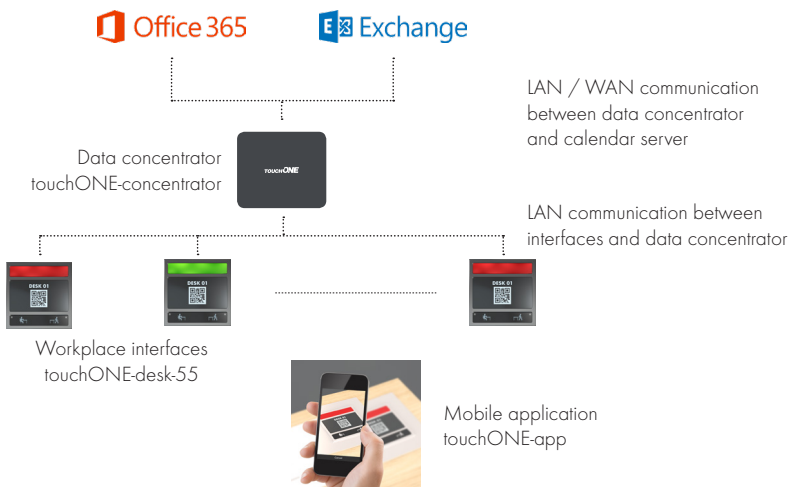 Office 365
Exchange
LAN / WAN communication
between data concentrator
and calendar server
Data concentrator
touchONE-concentrator
TOUCHONE
LAN communication between
interfaces and data concentrator
DESK 01
DESK 01
DESK 01
Workplace interfaces
touchONE-desk-55
Mobile application
touchONE-app